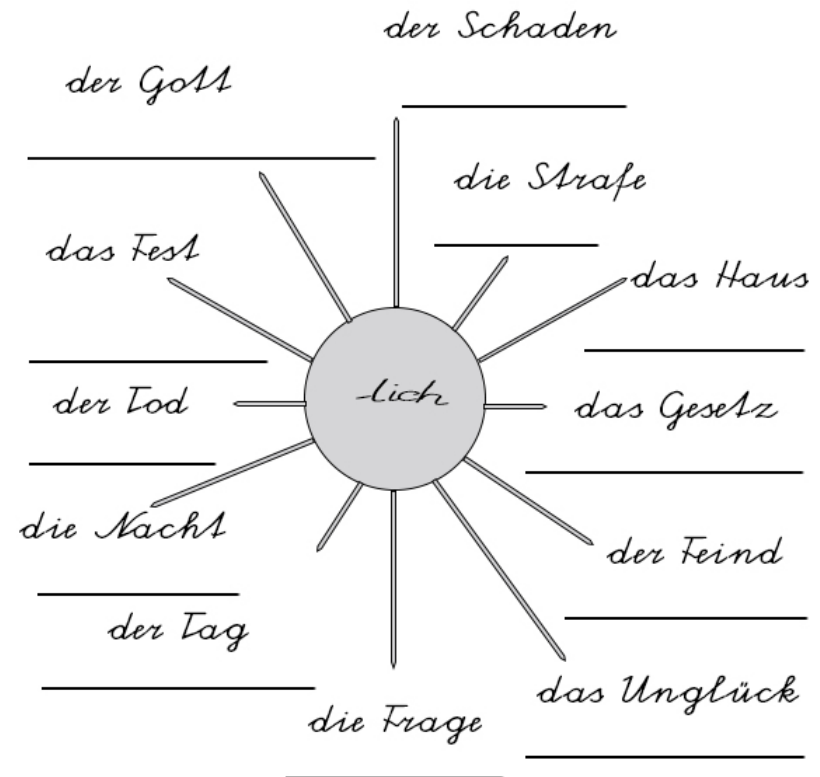 der Schaden
der Gott
die Strafe
das Fest
das Haus
der Tod
-lich
das Gesetz
die Nacht
der Feind
der Tag
das Unglück
die Frage